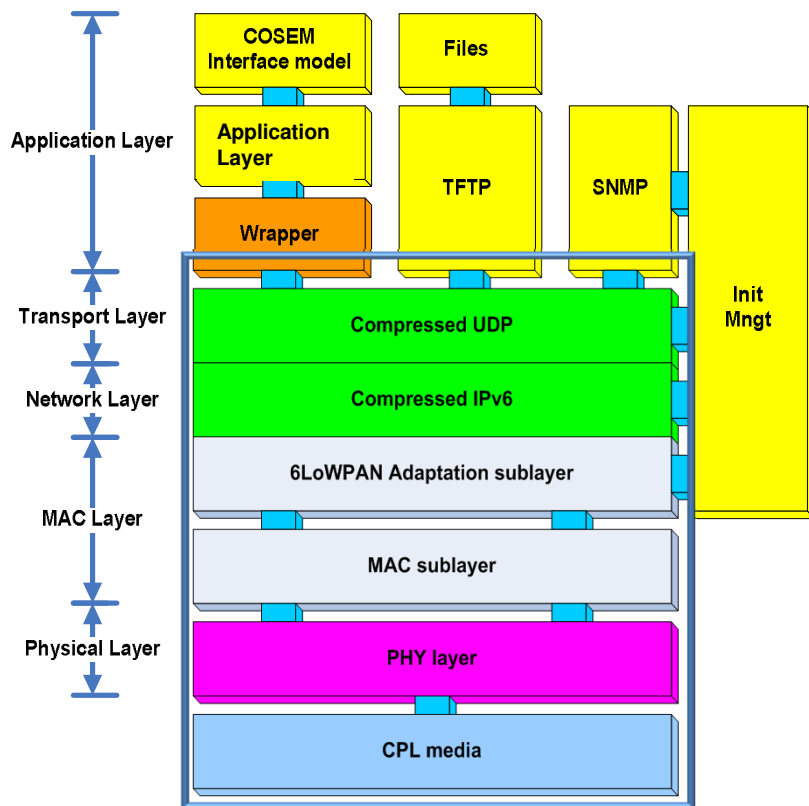 COSEM
Interface model
Files
Application Layer
Application
Layer
TFTP
SNMP
Wrapper
Init
Mngt
Transport Layer
Compressed UDP
Network Layer
Compressed IPv6
6LoWPAN Adaptation sublayer
MAC Layer
MAC sublayer
Physical Layer
PHY layer
CPL media